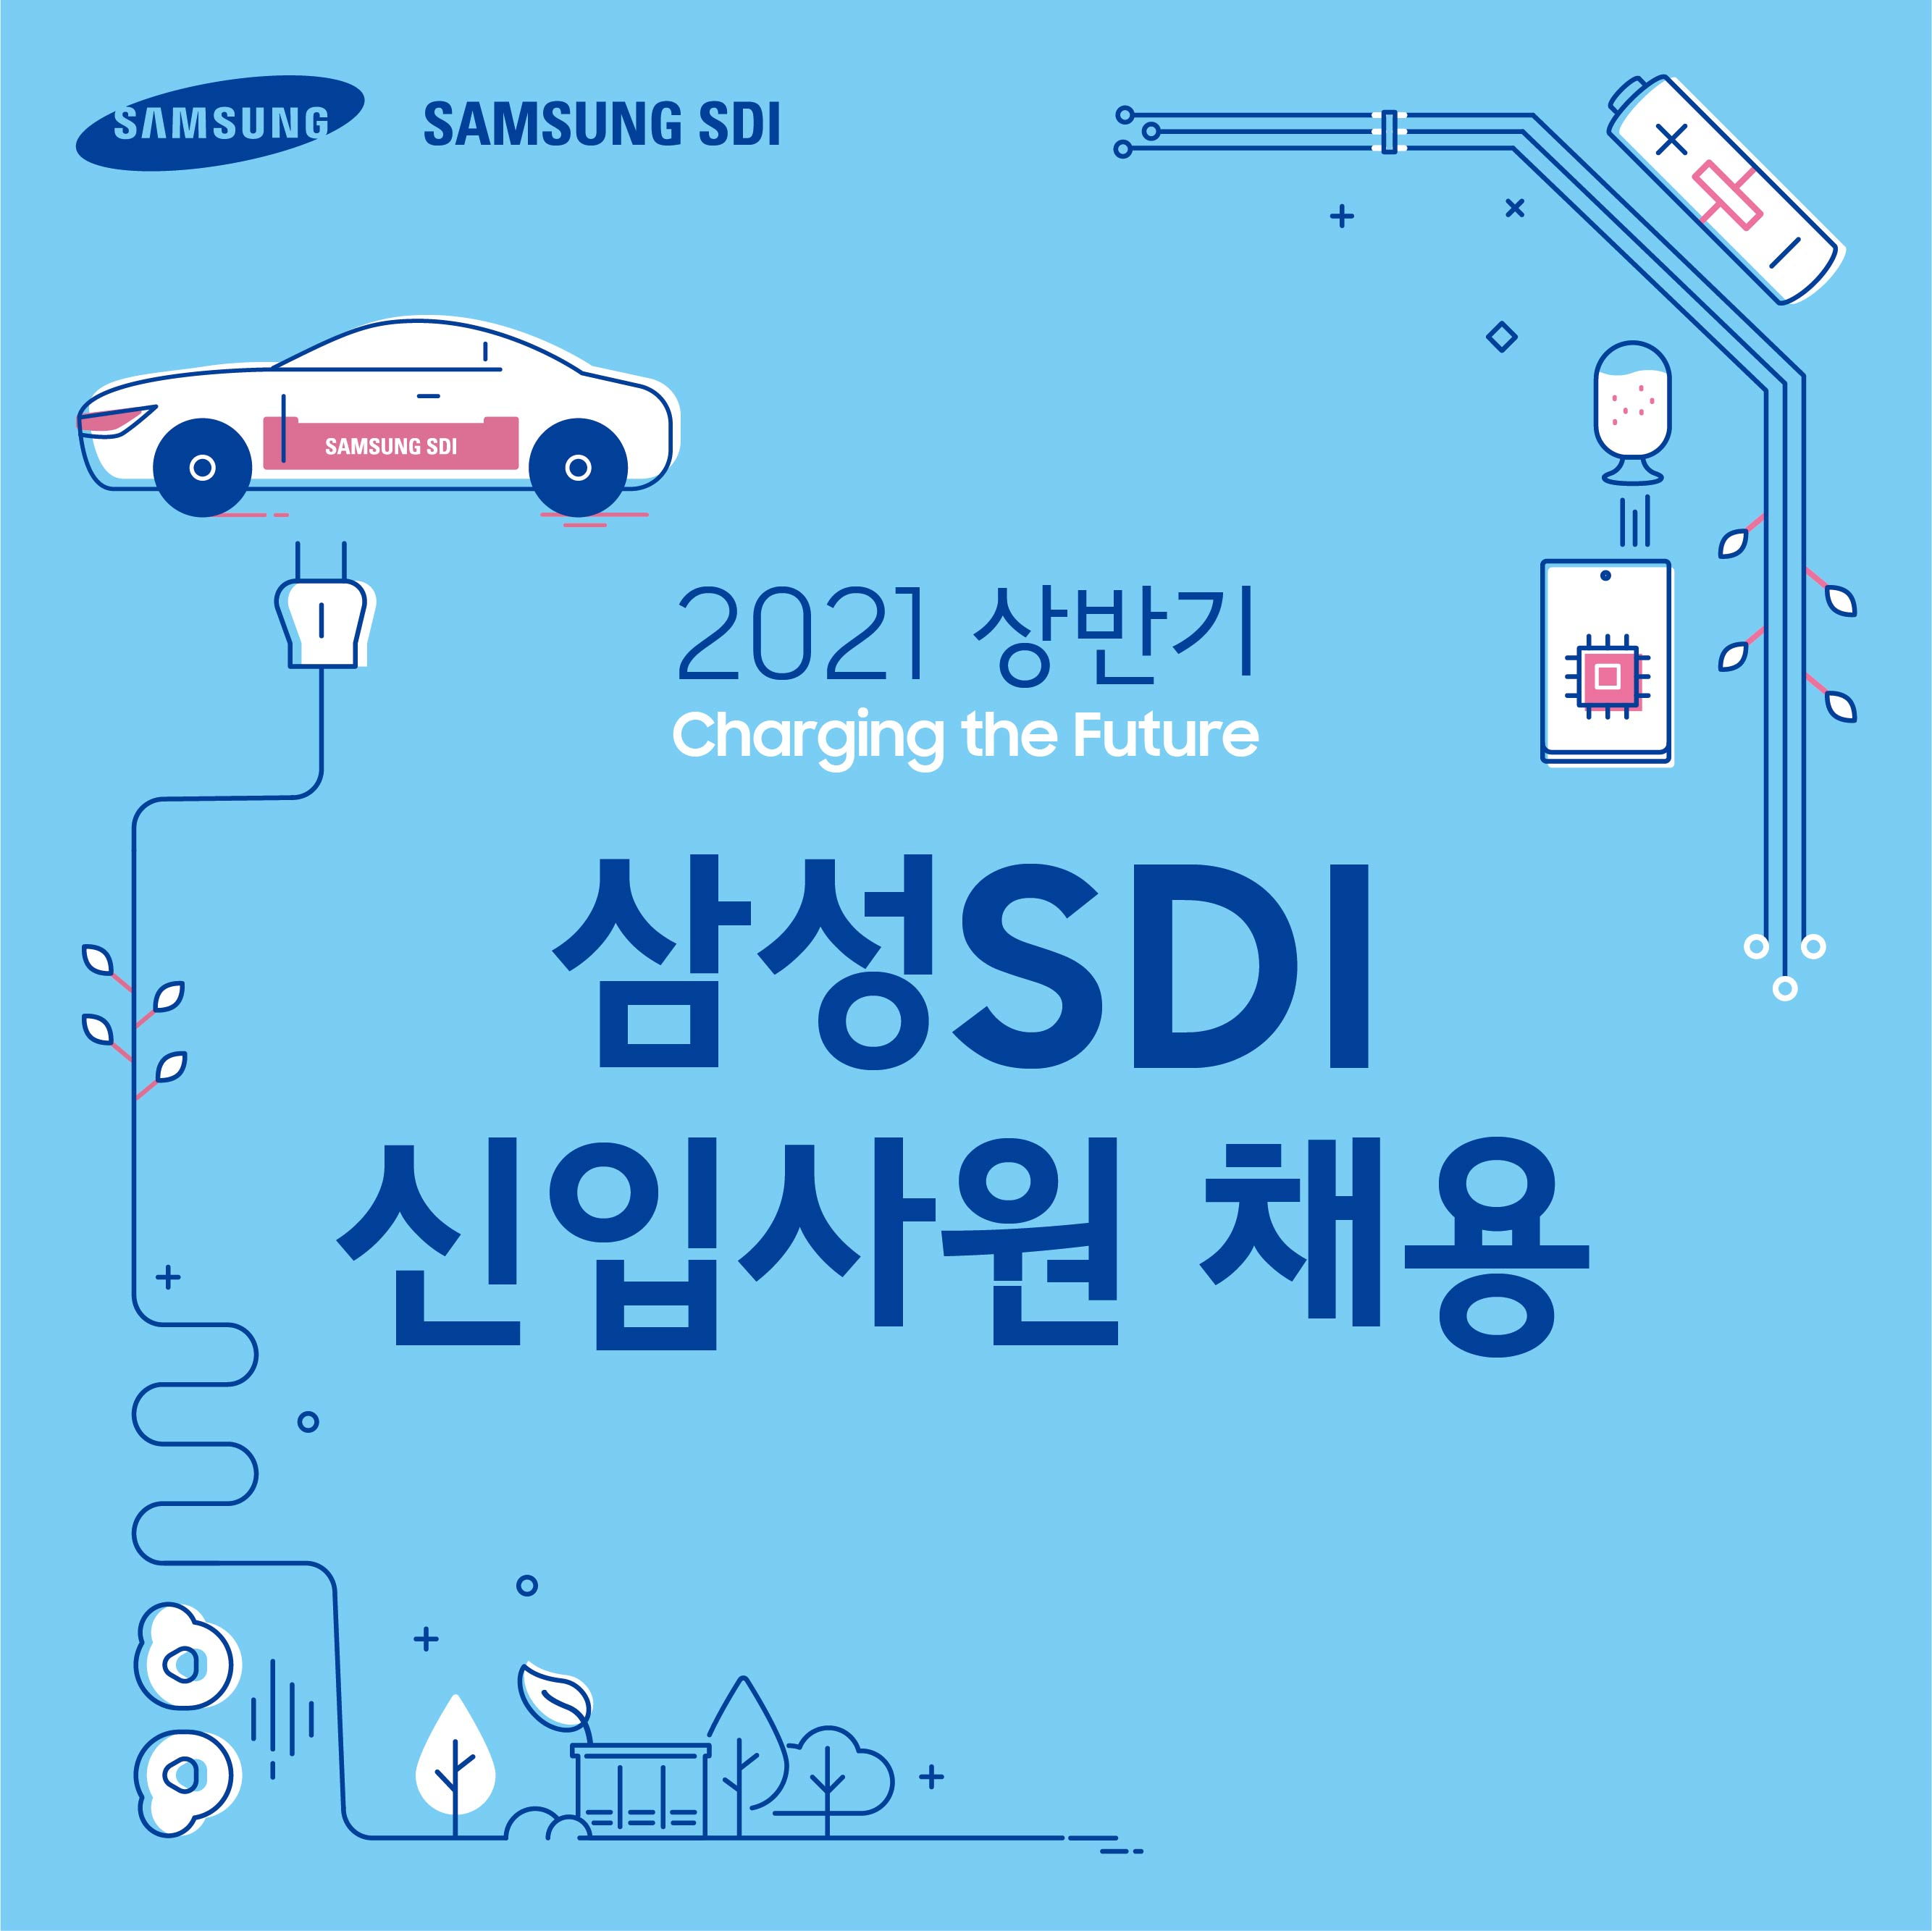 SAMSUNG
SAMSUNG SDI
SAMSUNG SDI
2021 상반기
Charging the Future
삼성SDI
신입사원 채용